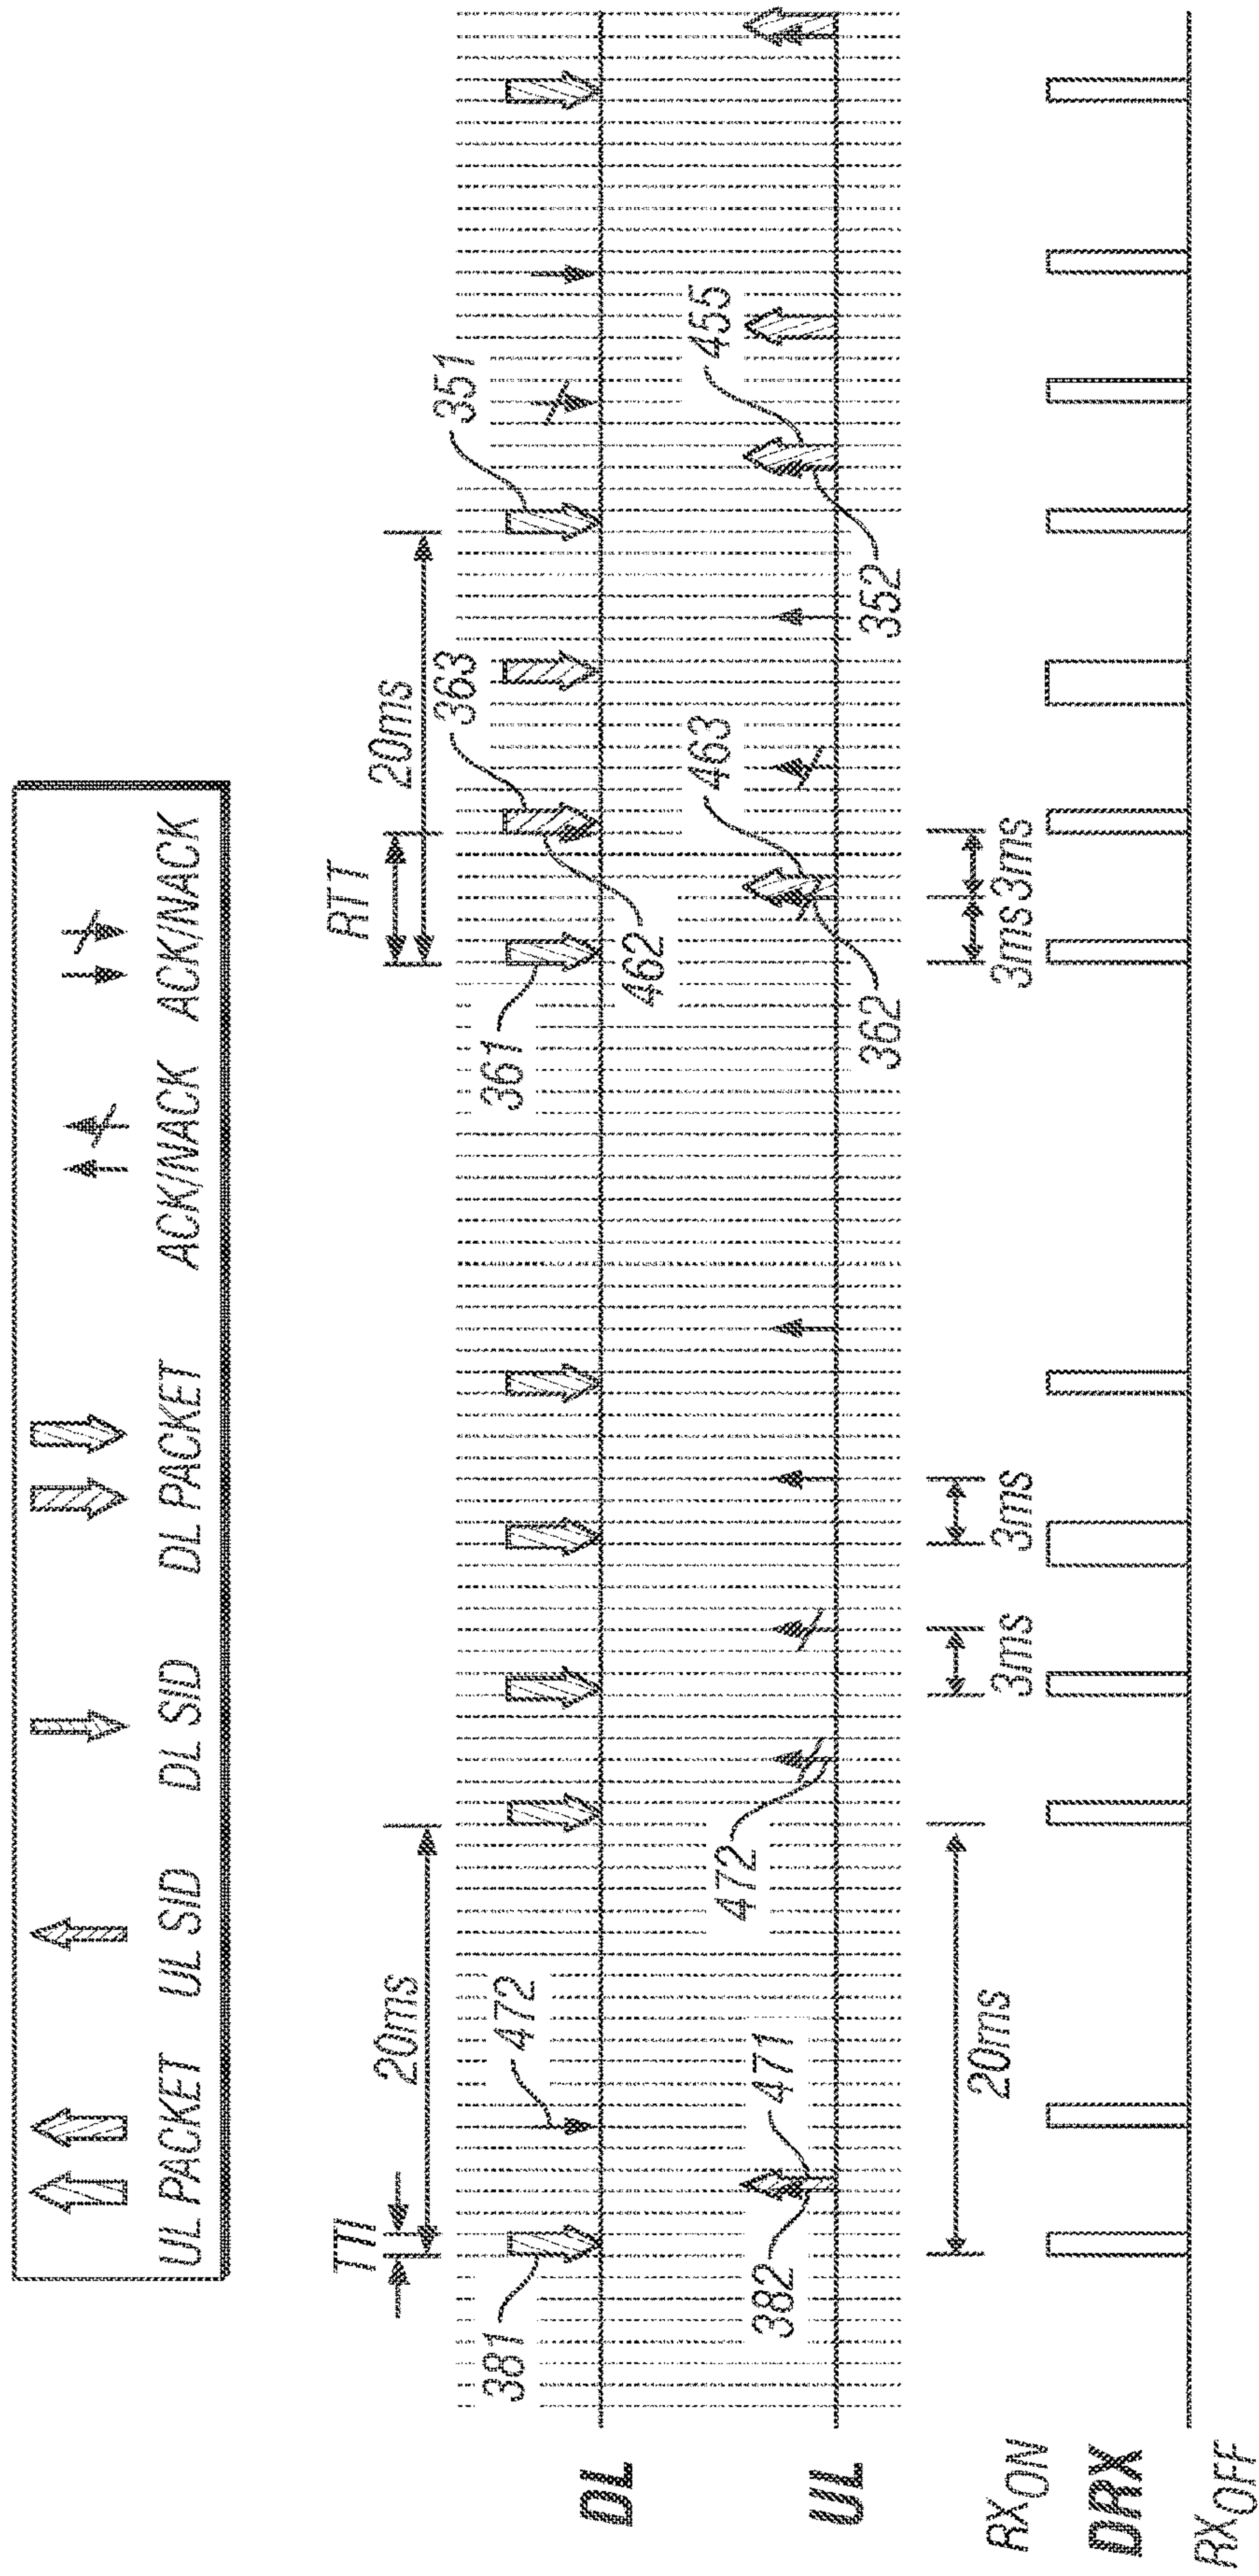 UL PACKET UL SID DL SID DL PACKET ACK/NACK ACK/NACK
TTI
20ms
RTT
20ms
381
472
361
462
363
351
DL
382
471
472
362
463
352
455
UL
20ms
3ms
3ms
3ms 3ms
RXON
DRX
RXOFF